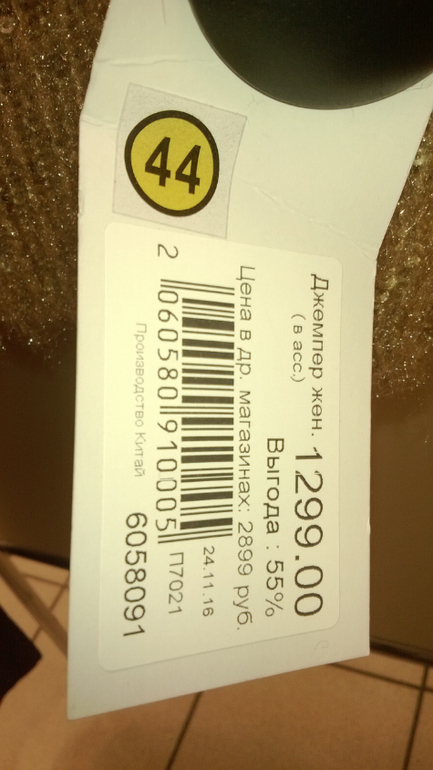 44
Джемпер жен. 1299.00
( в асс.)
Выгода : 55%
Цена в др. магазинах: 2899 руб.
24.11.16
2 060580 910005 П7021
Производство Китай 6058091